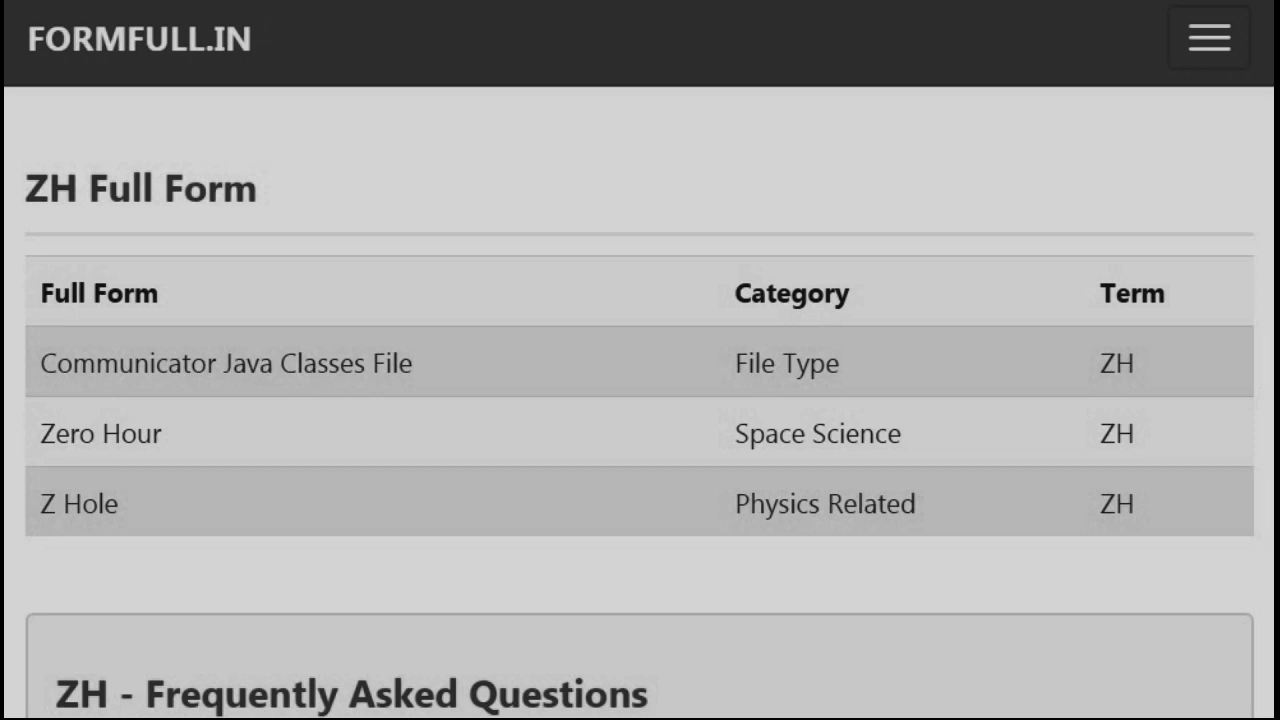 FORMFULL.IN
ZH Full Form
Full Form Category Term
Communicator Java Classes File File Type ZH
Zero Hour Space Science ZH
Z Hole Physics Related ZH
ZH - Frequently Asked Questions